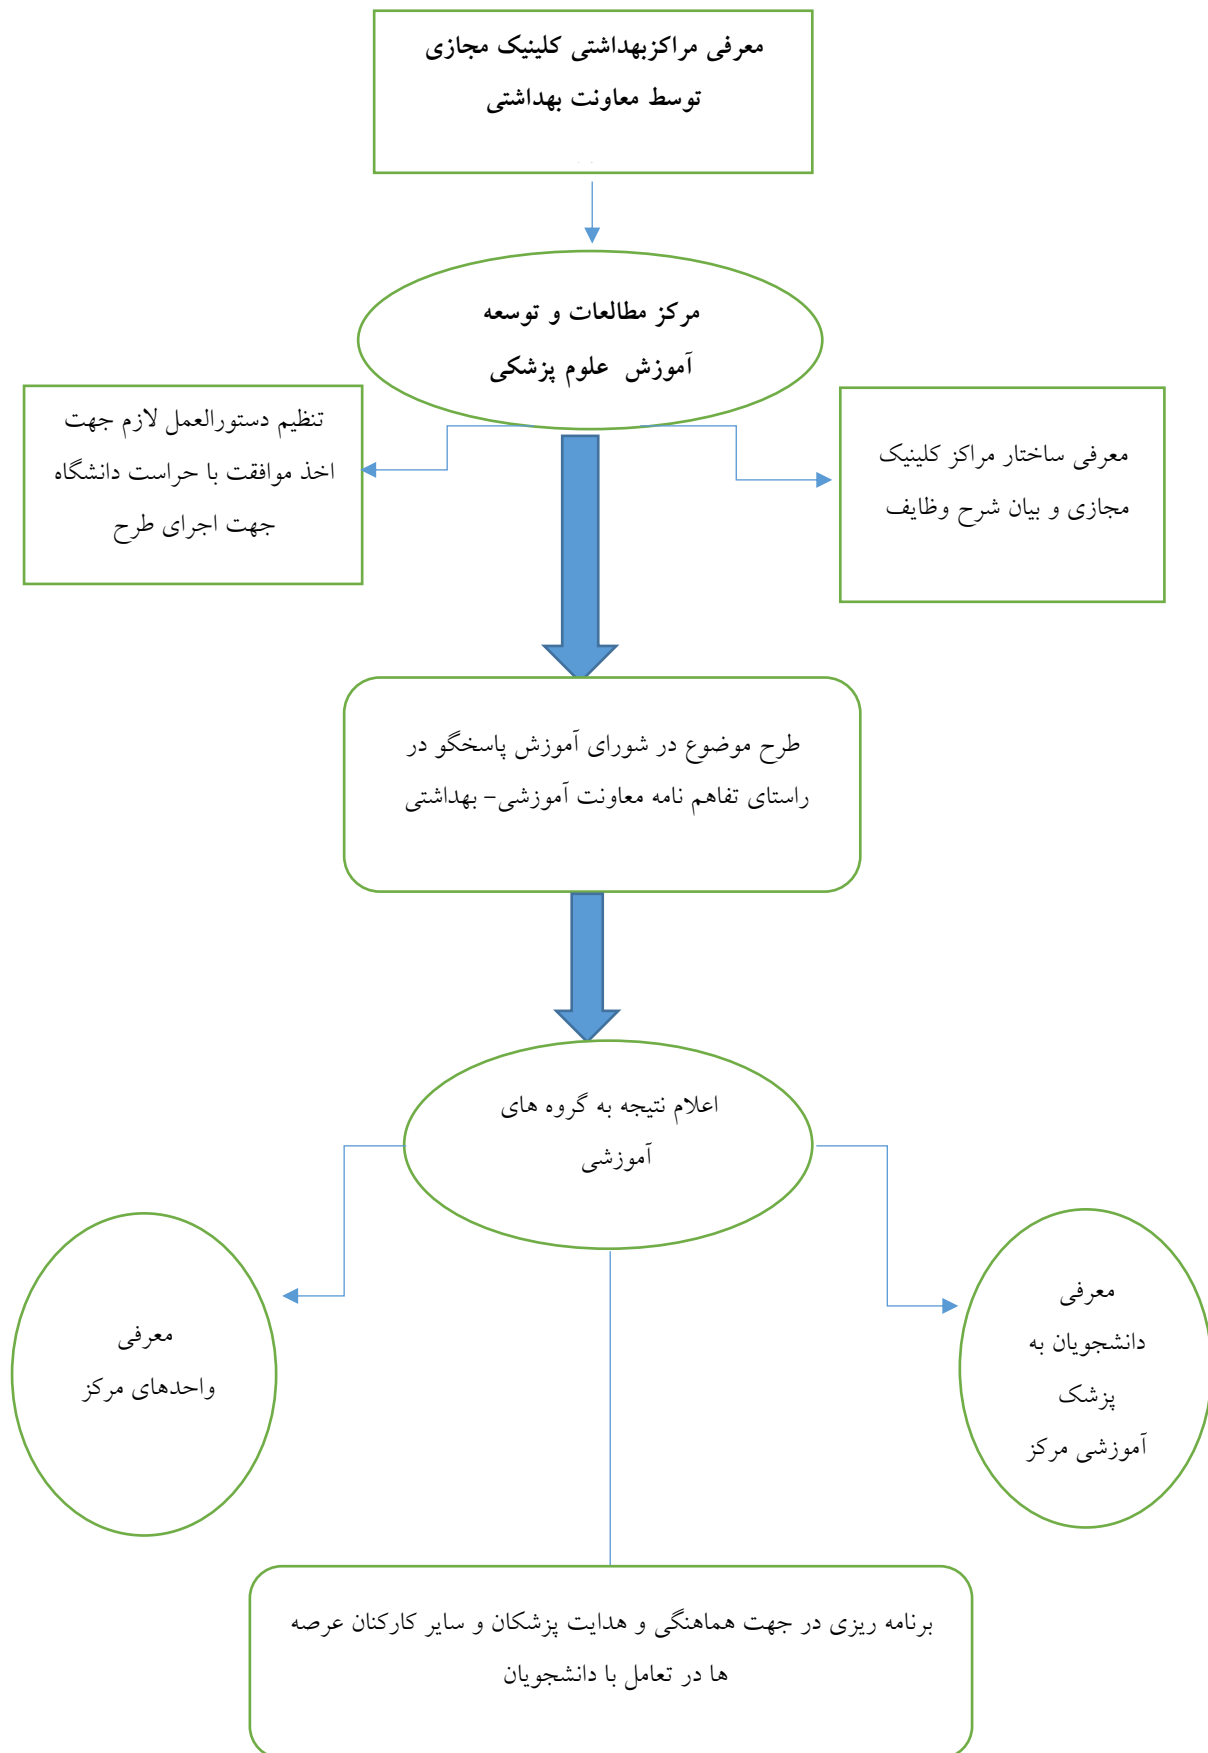 معرفی مراکزبهداشتی کلینیک مجازی
توسط معاونت بهداشتی
مرکز مطالعات و توسعه
آموزش علوم پزشکی
معرفی ساختار مراکز کلینیک
مجازی و بیان شرح وظایف
تنظیم دستورالعمل لازم جهت
اخذ موافقت با حراست دانشگاه
جهت اجرای طرح
طرح موضوع در شورای آموزش پاسخگو در
راستای تفاهم نامه معاونت آموزشی– بهداشتی
اعلام نتیجه به گروه های
آموزشی
معرفی
دانشجویان به
پزشک
آموزشی مرکز
معرفی
واحدهای مرکز
برنامه ریزی در جهت هماهنگی و هدایت پزشکان و سایر کارکنان عرصه
ها در تعامل با دانشجویان